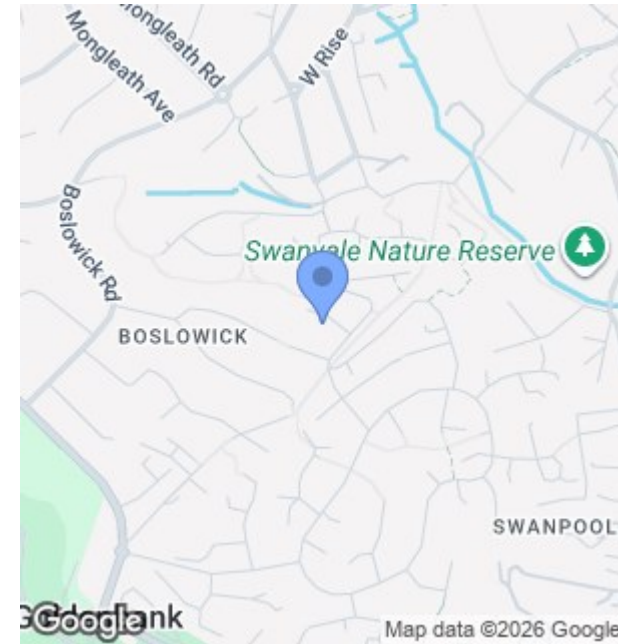 Mongleath Rd
Mongleath Ave
W Rise
Boslowick Rd
Swanvale Nature Reserve
BOSLOWICK
SWANPOOL
Google
Map data ©2026 Google